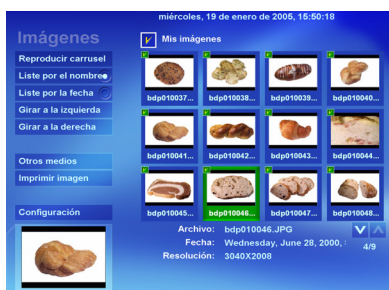 miércoles, 19 de enero de 2005, 15:50:18
Imágenes
Mis imágenes
Reproducir carrusel
Liste por el nombre
Liste por la fecha
Girar a la izquierda
Girar a la derecha
Otros medios
Imprimir imagen
Configuración
bdp010037... bdp010038... bdp010039... bdp010040...
bdp010041... bdp010042... bdp010043... bdp010044...
bdp010045... bdp010046... bdp010047... bdp010048...
Archivo: bdp010046.JPG
Fecha: Wednesday, June 28, 2000, :
4/9
Resolución: 3040X2008